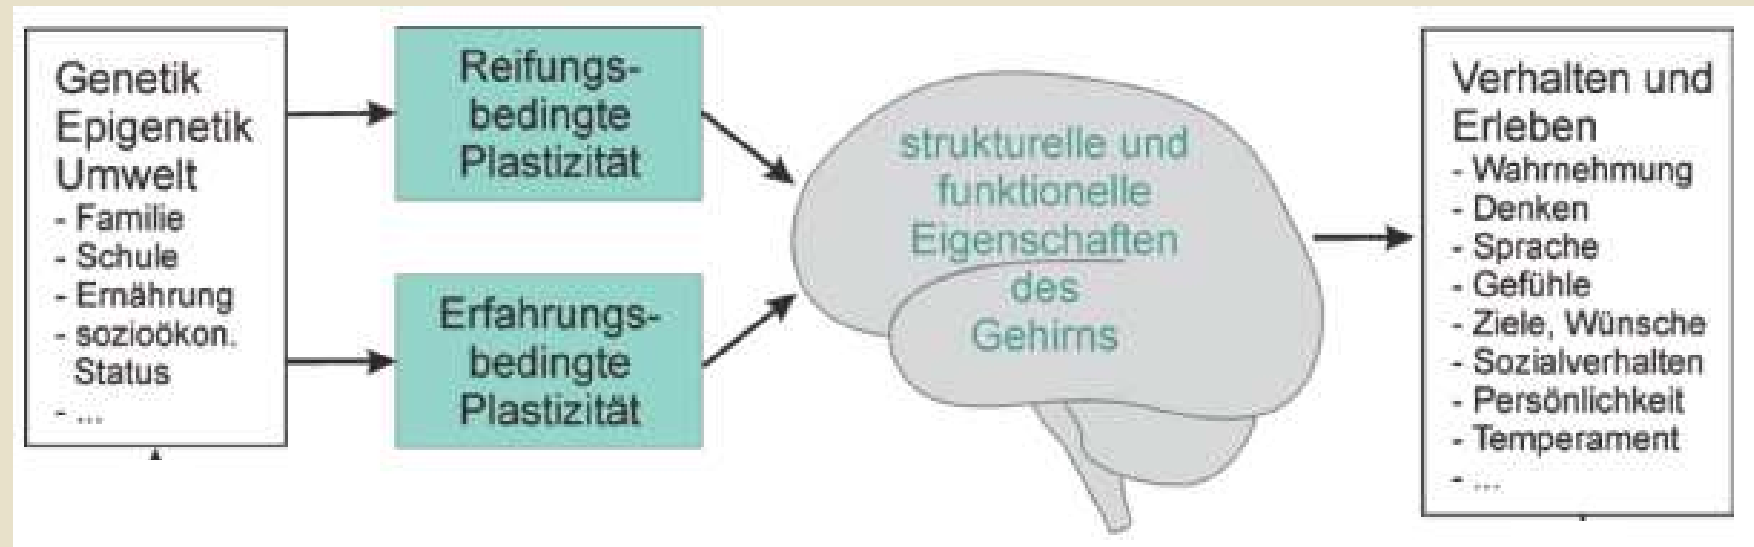 Genetik
Epigenetik
Umwelt
- Familie
- Schule
- Ernährung
- sozioökon.
Status
- ...
Reifungs-
bedingte
Plastizität
Erfahrungs-
bedingte
Plastizität
strukturelle und
funktionelle
Eigenschaften
des
Gehirns
Verhalten und
Erleben
- Wahrnehmung
- Denken
- Sprache
- Gefühle
- Ziele, Wünsche
- Sozialverhalten
- Persönlichkeit
- Temperament
- ...